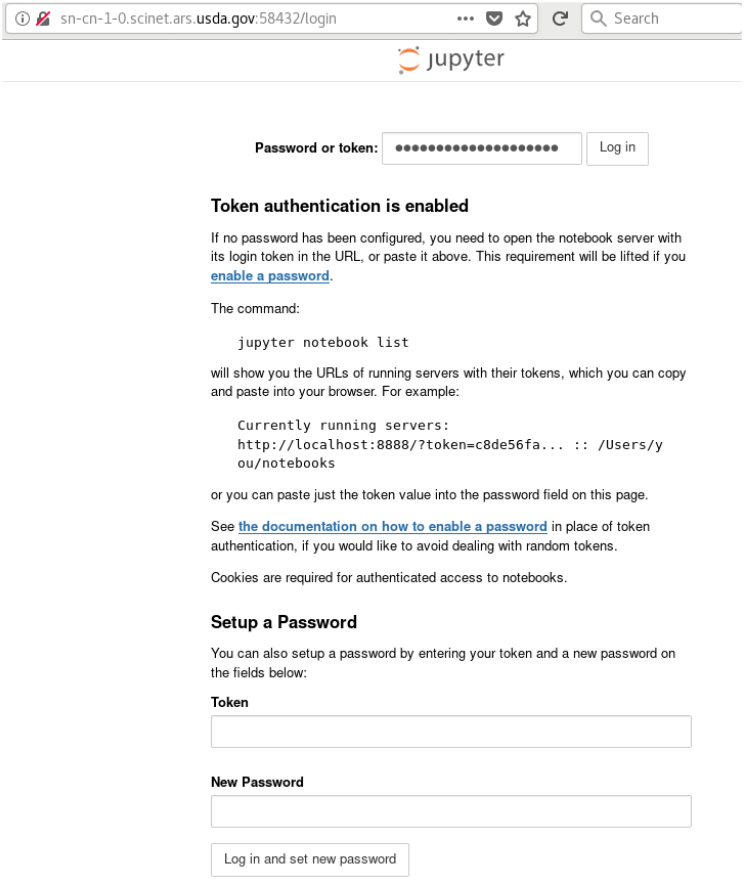 sn-cn-1-0.scinet.ars.usda.gov:58432/login
Search
jupyter
Password or token:
Log in
Token authentication is enabled
If no password has been configured, you need to open the notebook server with
its login token in the URL, or paste it above. This requirement will be lifted if you
enable a password.
The command:
jupyter notebook list
will show you the URLs of running servers with their tokens, which you can copy
and paste into your browser. For example:
Currently running servers:
http://localhost:8888/?token=c8de56fa... :: /Users/y
ou/notebooks
or you can paste just the token value into the password field on this page.
See the documentation on how to enable a password in place of token
authentication, if you would like to avoid dealing with random tokens.
Cookies are required for authenticated access to notebooks.
Setup a Password
You can also setup a password by entering your token and a new password on
the fields below:
Token
New Password
Log in and set new password